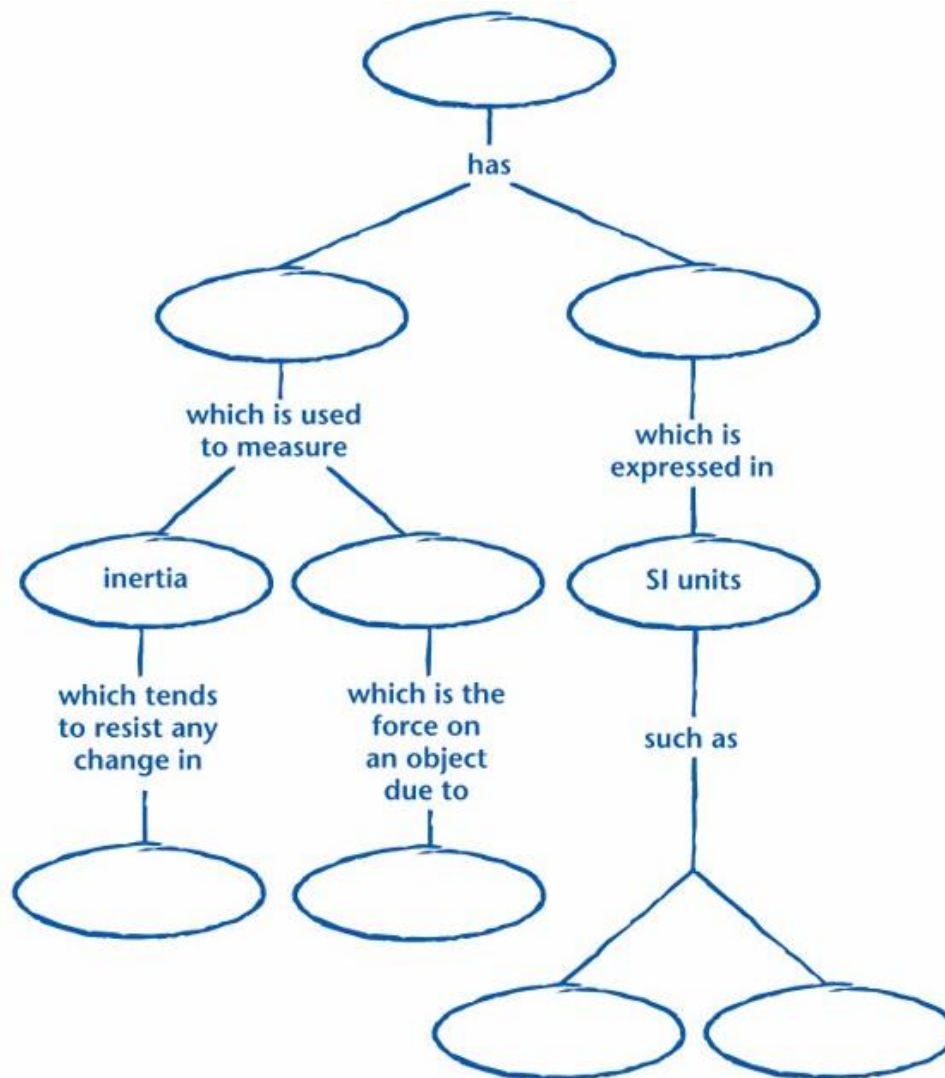 has
which is used
to measure
which is
expressed in
inertia
SI units
which tends
to resist any
change in
which is the
force on
an object
due to
such as